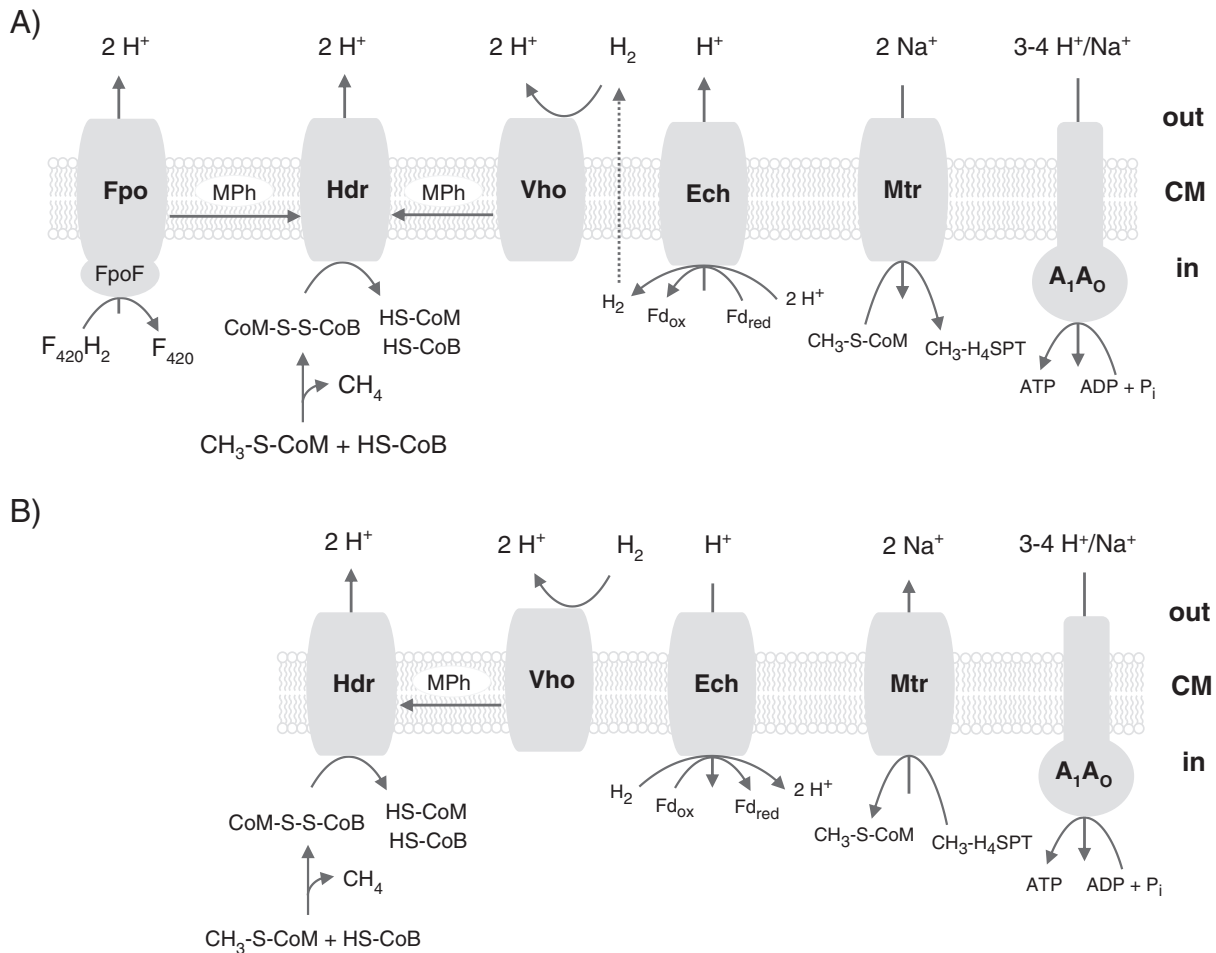 A)
2 H⁺ 2 H⁺ 2 H⁺ H₂ H⁺ 2 Na⁺ 3-4 H⁺/Na⁺
out
Fpo MPh Hdr MPh Vho Ech Mtr CM
FpoF A₁Aₒ in
H₂ Fd_ox Fd_red 2 H⁺
CoM-S-S-CoB HS-CoM
HS-CoB
F₄₂₀H₂ F₄₂₀ CH₃-S-CoM CH₃-H₄SPT
CH₄ ATP ADP + Pᵢ
CH₃-S-CoM + HS-CoB
B)
2 H⁺ 2 H⁺ H₂ H⁺ 2 Na⁺ 3-4 H⁺/Na⁺
out
Hdr MPh Vho Ech Mtr CM
A₁Aₒ in
H₂ Fd_ox Fd_red 2 H⁺
CoM-S-S-CoB HS-CoM
HS-CoB
CH₃-S-CoM CH₃-H₄SPT
CH₄ ATP ADP + Pᵢ
CH₃-S-CoM + HS-CoB